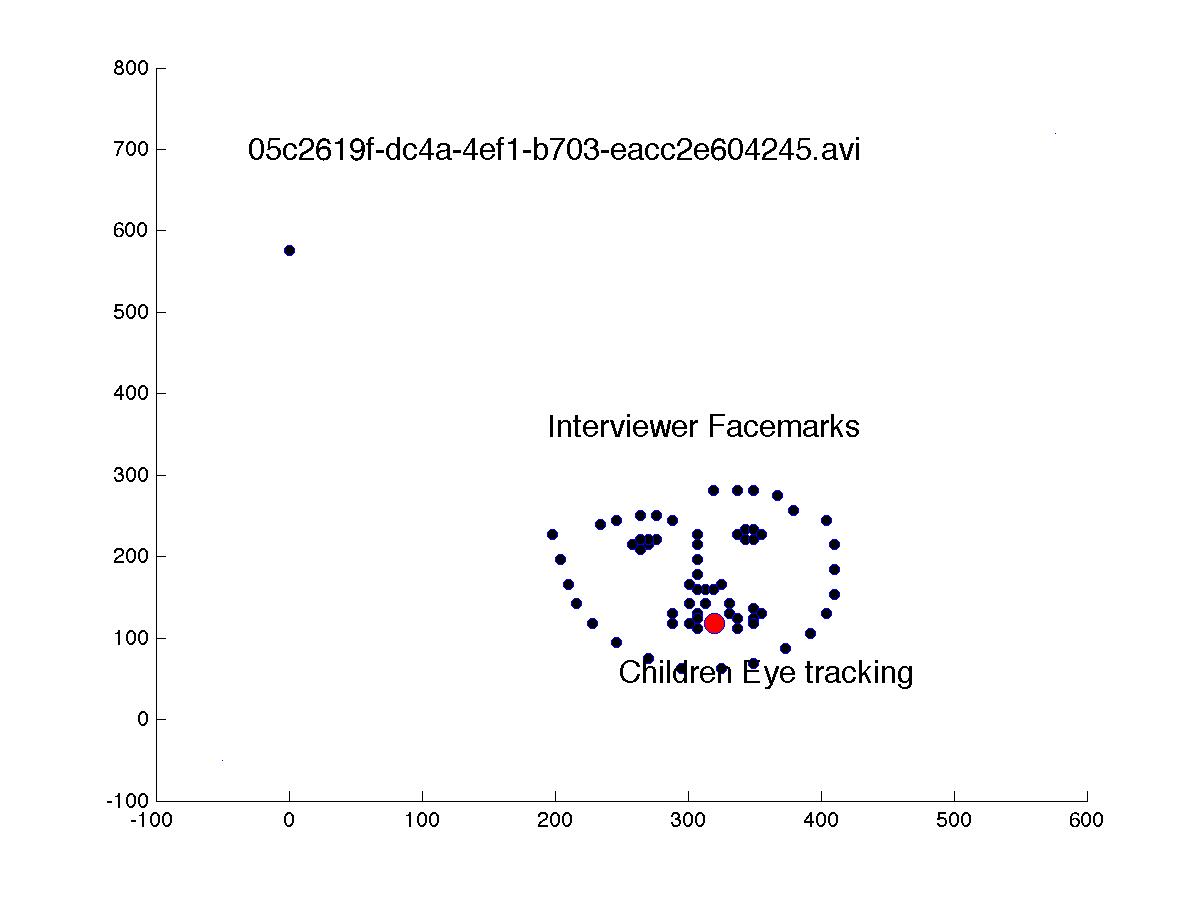 800
700
05c2619f-dc4a-4ef1-b703-eacc2e604245.avi
600
500
400
Interviewer Facemarks
300
200
100
Children Eye tracking
0
-100
-100 0 100 200 300 400 500 600